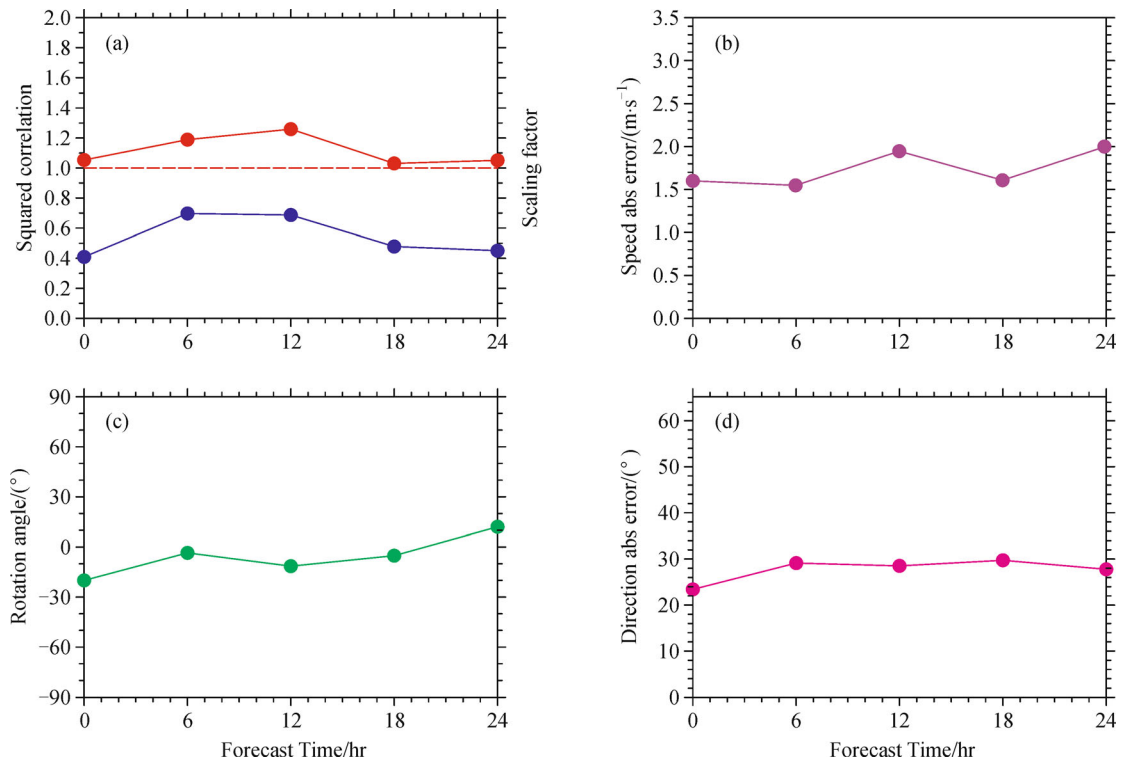 (a)
Squared correlation
Scaling factor
2.0
1.8
1.6
1.4
1.2
1.0
0.8
0.6
0.4
0.2
0.0
0 6 12 18 24
(b)
Speed abs error/(m·s⁻¹)
3.5
3.0
2.5
2.0
1.5
1.0
0.5
0.0
0 6 12 18 24
(c)
Rotation angle/(°)
90
60
30
0
−30
−60
−90
0 6 12 18 24
Forecast Time/hr
(d)
Direction abs error/(°)
60
50
40
30
20
10
0
0 6 12 18 24
Forecast Time/hr